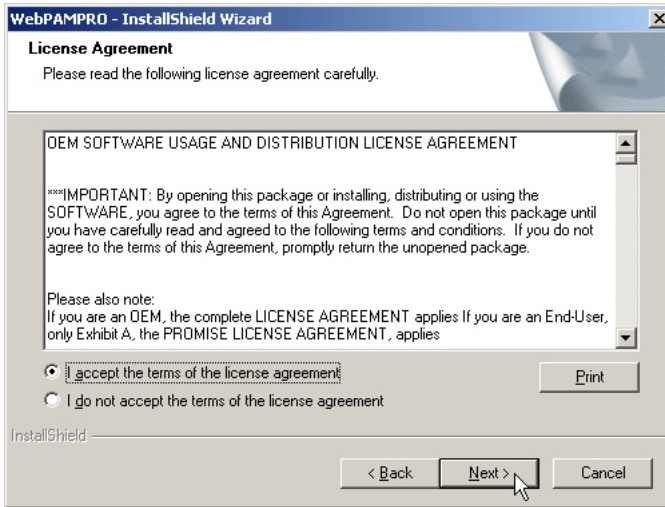 WebPAMPRO - InstallShield Wizard
License Agreement
Please read the following license agreement carefully.
OEM SOFTWARE USAGE AND DISTRIBUTION LICENSE AGREEMENT
***IMPORTANT: By opening this package or installing, distributing or using the
SOFTWARE, you agree to the terms of this Agreement.  Do not open this package until
you have carefully read and agreed to the following terms and conditions.  If you do not
agree to the terms of this Agreement, promptly return the unopened package.
Please also note:
If you are an OEM, the complete LICENSE AGREEMENT applies If you are an End-User,
only Exhibit A, the PROMISE LICENSE AGREEMENT, applies
I accept the terms of the license agreement
Print
I do not accept the terms of the license agreement
InstallShield
< Back
Next >
Cancel